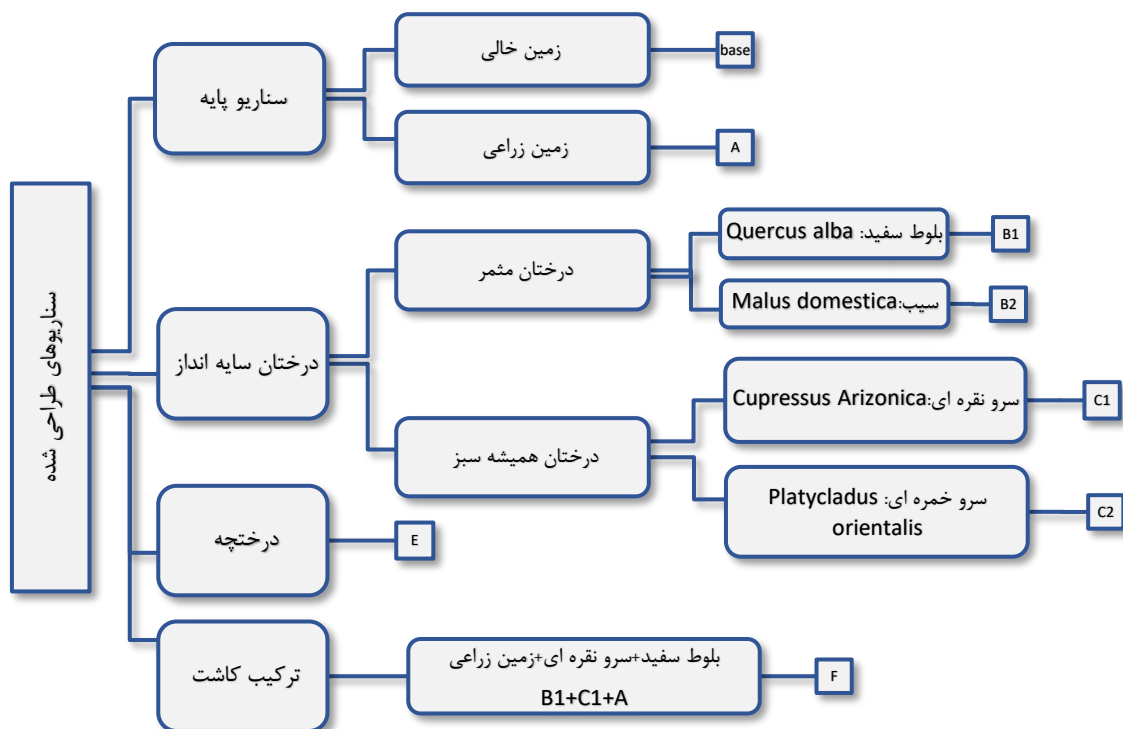 سناریوهای طراحی شده
سناریو پایه
زمین خالی
base
زمین زراعی
A
درختان سایه انداز
درختان مثمر
بلوط سفید: Quercus alba
B1
سیب:Malus domestica
B2
درختان همیشه سبز
سرو نقره ای:Cupressus Arizonica
C1
سرو خمره ای: Platycladus
orientalis
C2
درختچه
E
ترکیب کاشت
بلوط سفید+سرو نقره ای+زمین زراعی
B1+C1+A
F